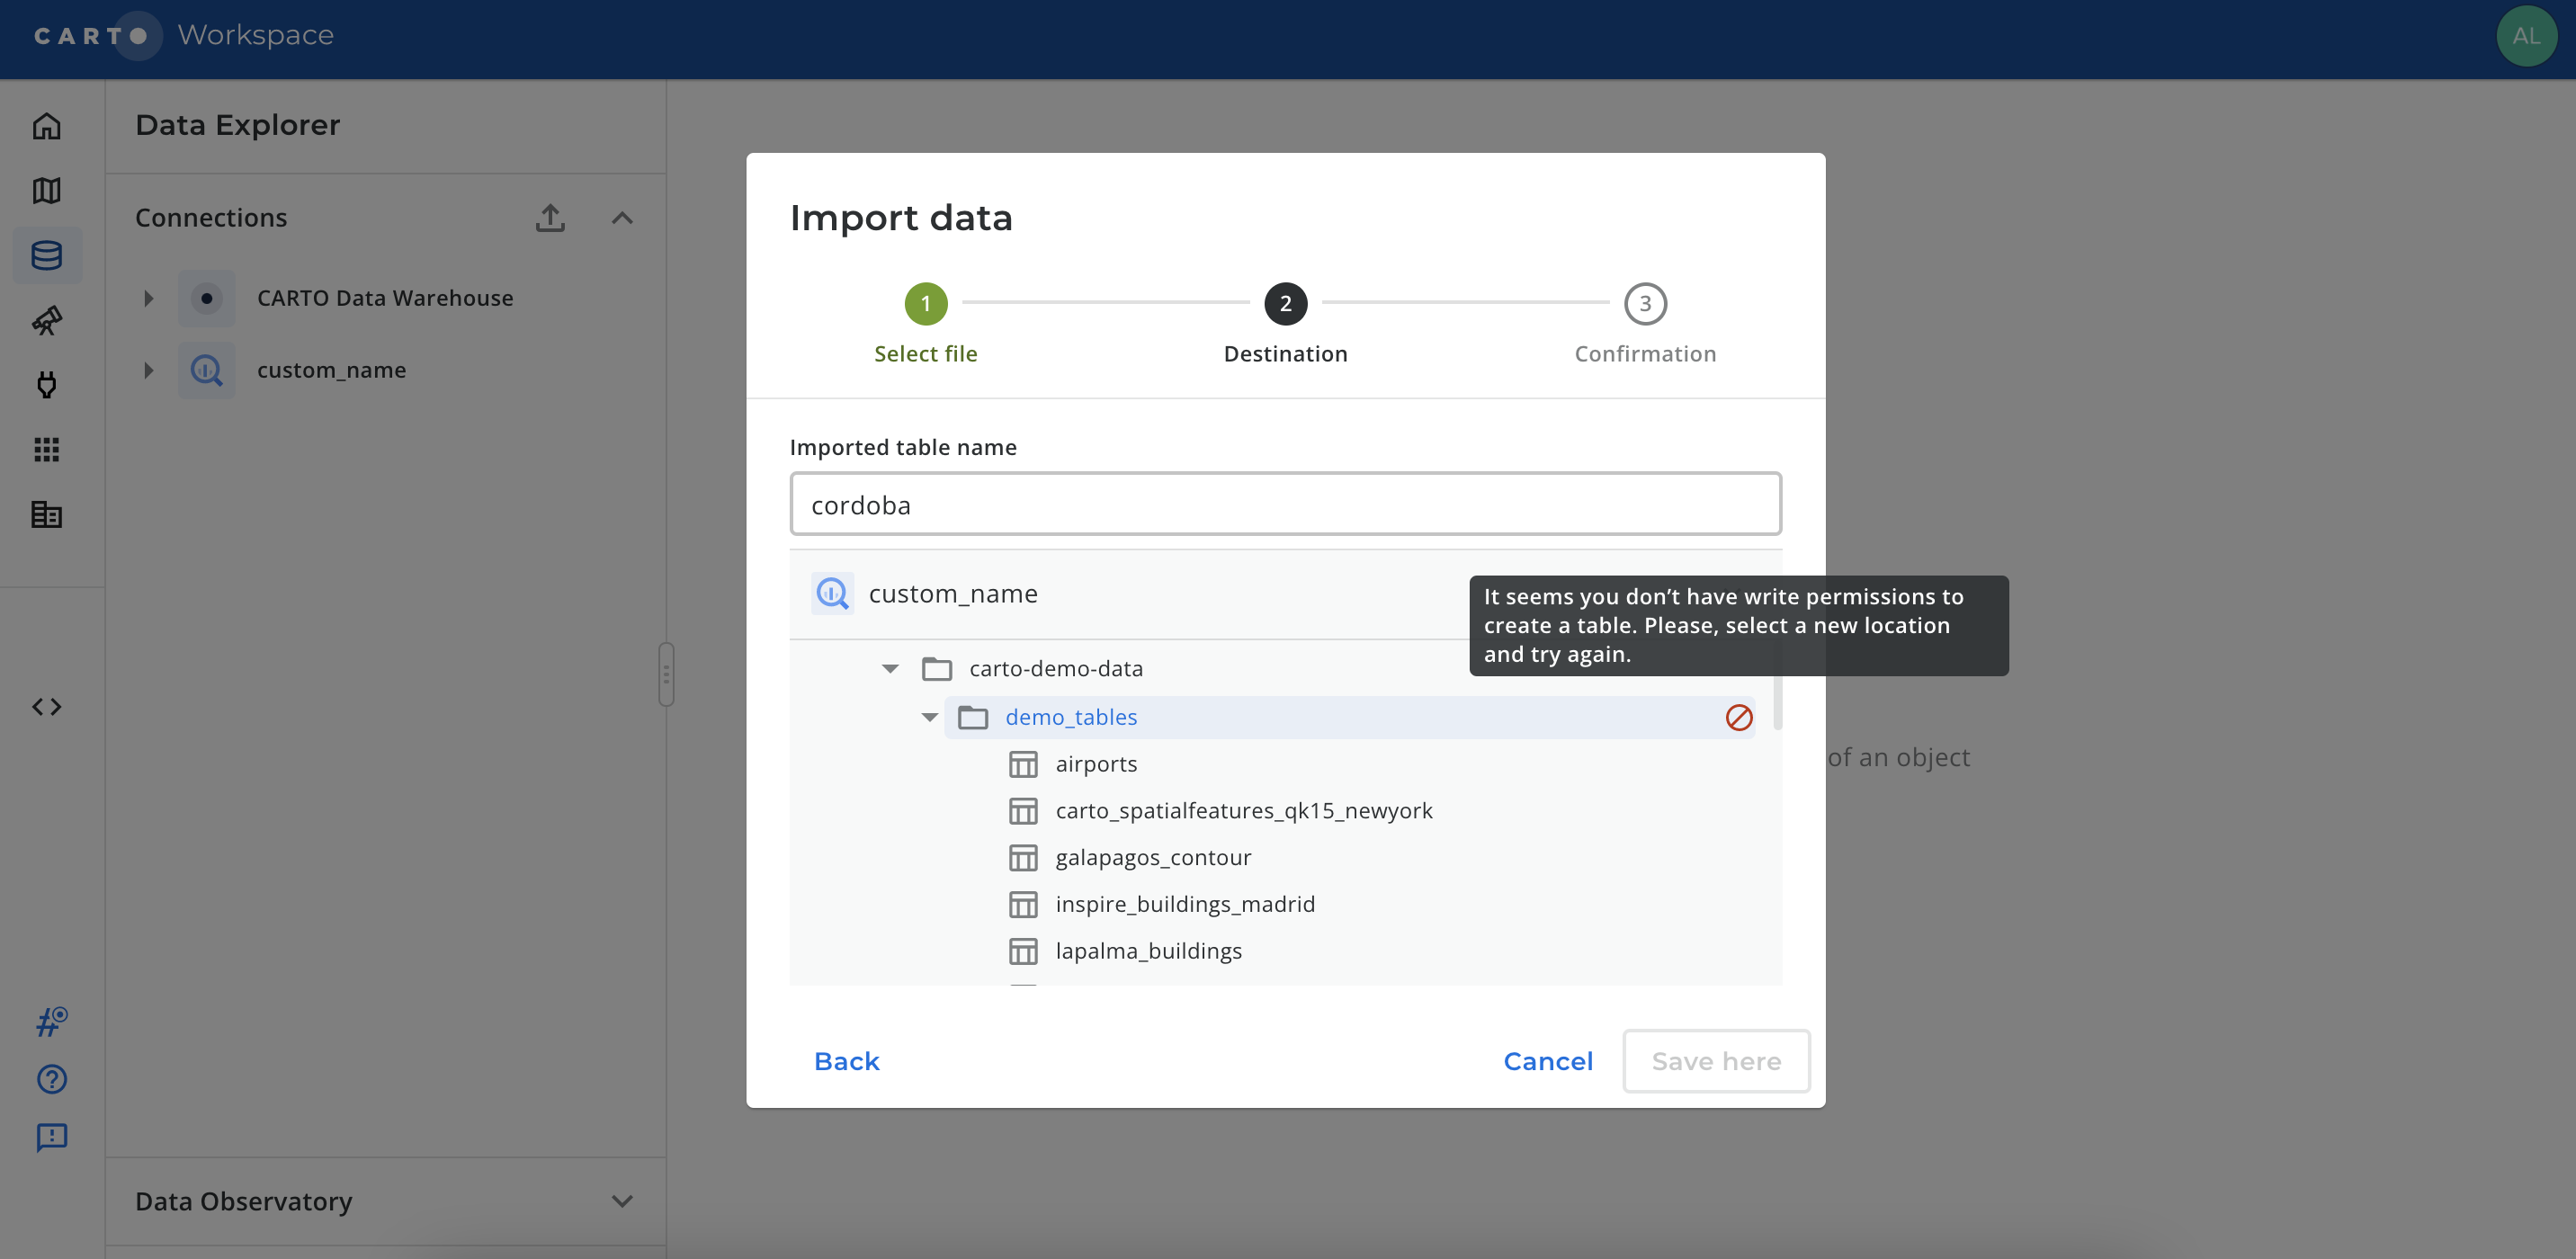 CARTO Workspace
AL
Data Explorer
Connections
CARTO Data Warehouse
custom_name
Data Observatory
Import data
1
2
3
Select file
Destination
Confirmation
Imported table name
cordoba
custom_name
It seems you don’t have write permissions to
create a table. Please, select a new location
and try again.
carto-demo-data
demo_tables
airports
carto_spatialfeatures_qk15_newyork
galapagos_contour
inspire_buildings_madrid
lapalma_buildings
of an object
Back
Cancel
Save here